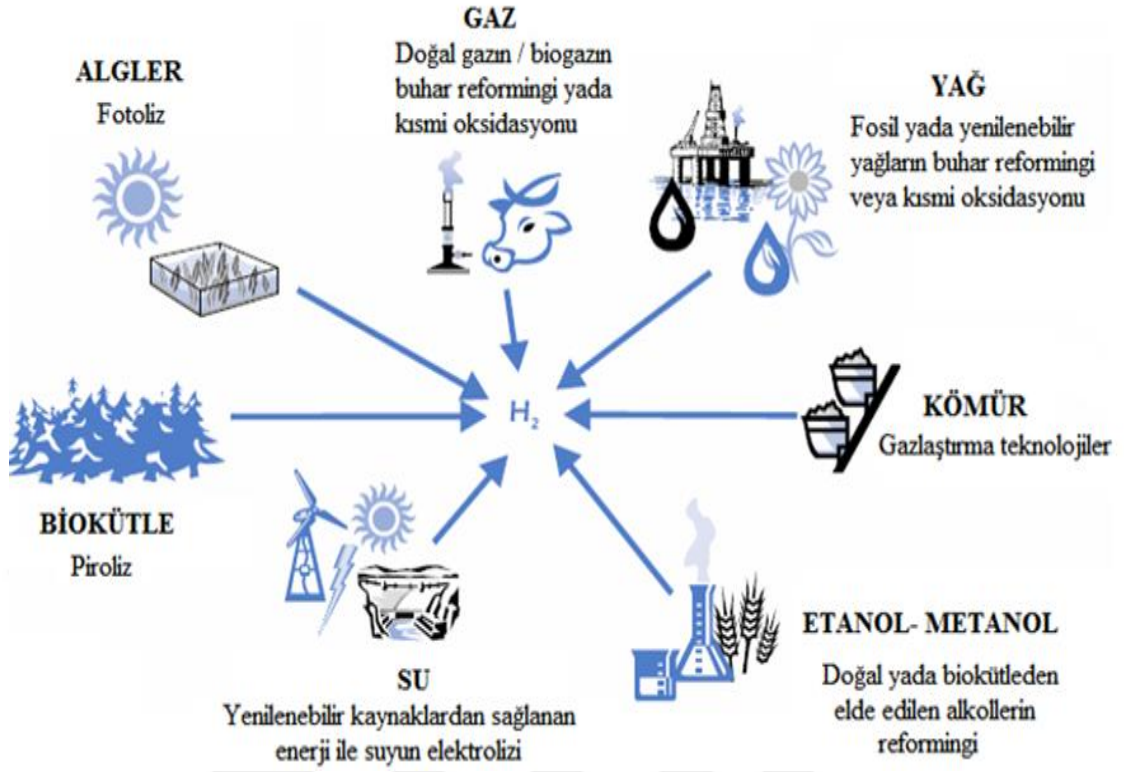 GAZ
Doğal gazın / biogazın
buhar reformingi yada
kısmi oksidasyonu
ALGLER
Fotoliz
YAĞ
Fosil yada yenilenebilir
yağların buhar reformingi
veya kısmi oksidasyonu
H₂
KÖMÜR
Gazlaştırma teknolojiler
BİOKÜTLE
Piroliz
ETANOL- METANOL
Doğal yada biokütleden
elde edilen alkollerin
reformingi
SU
Yenilenebilir kaynaklardan sağlanan
enerji ile suyun elektrolizi